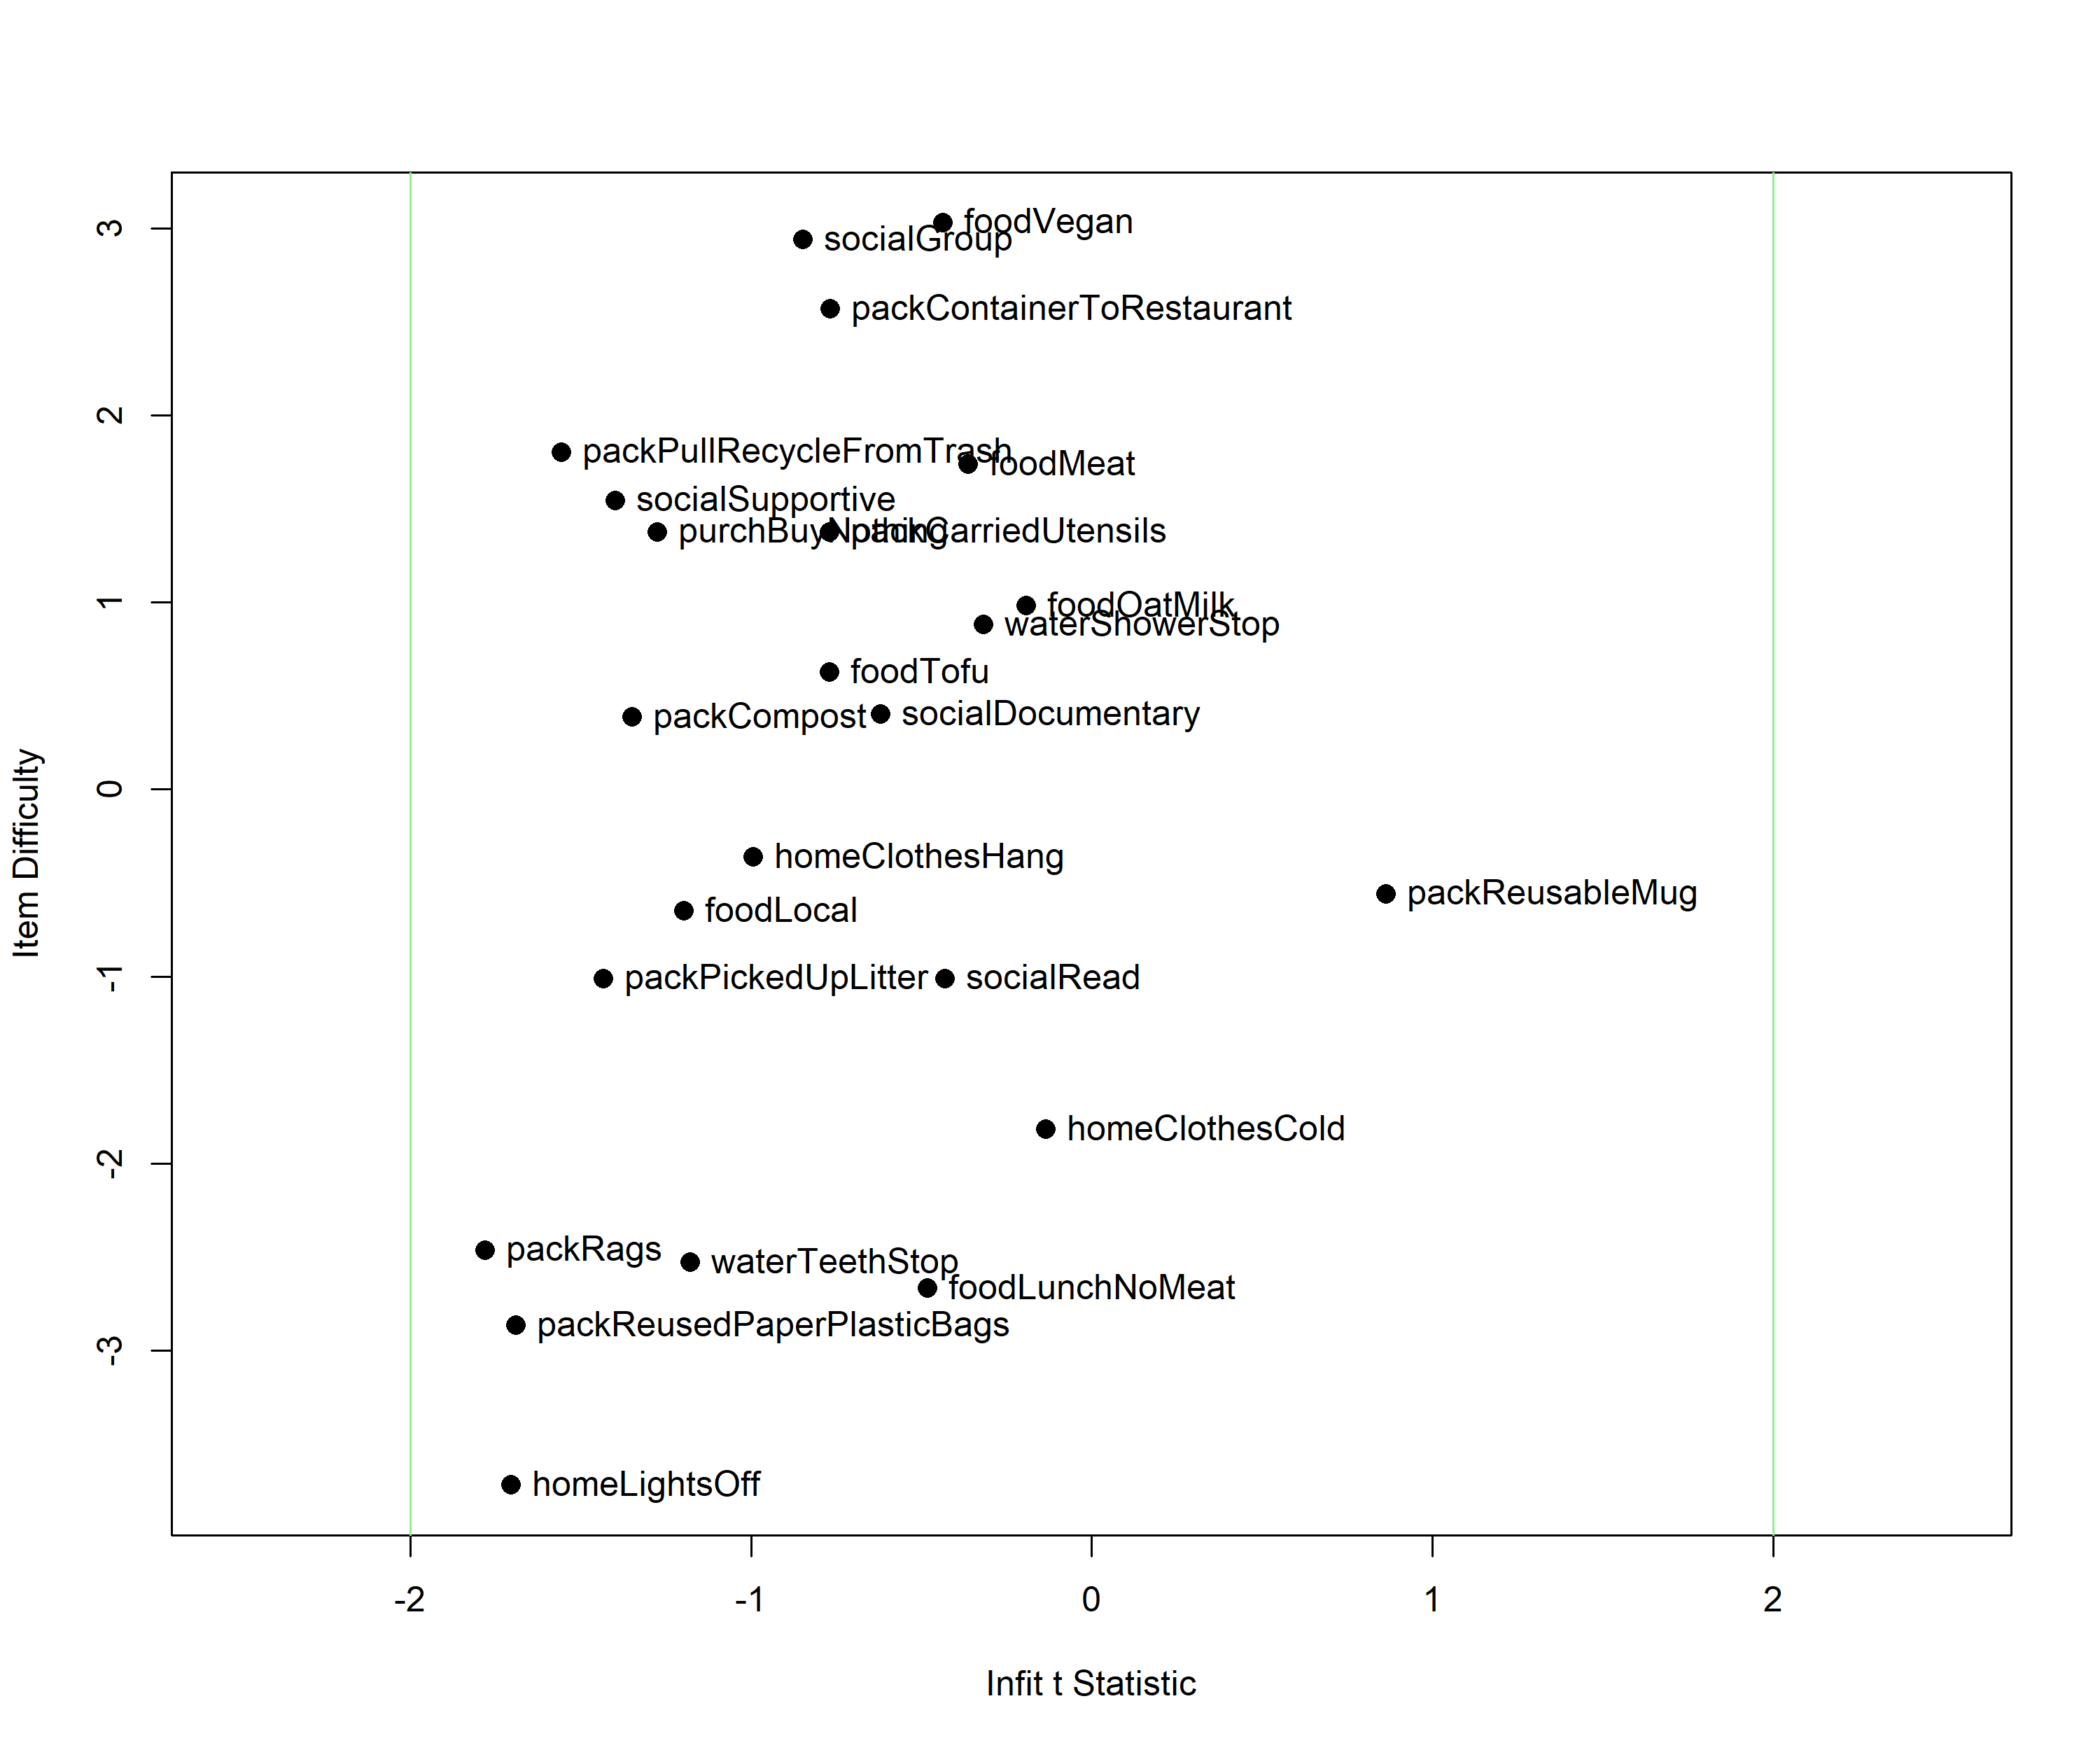 foodVegan
socialGroup
packContainerToRestaurant
packPullRecycleFromTrash
foodMeat
socialSupportive
purchBuyNothing
packCarriedUtensils
foodOatMilk
waterShowerStop
foodTofu
packCompost
socialDocumentary
homeClothesHang
packReusableMug
foodLocal
packPickedUpLitter
socialRead
homeClothesCold
packRags
waterTeethStop
foodLunchNoMeat
packReusedPaperPlasticBags
homeLightsOff
3
2
1
0
-1
-2
-3
Item Difficulty
-2 -1 0 1 2
Infit t Statistic